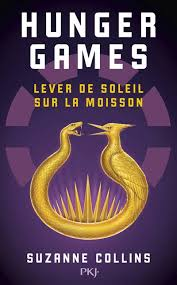 HUNGER
GAMES
LEVER DE SOLEIL
SUR LA MOISSON
SUZANNE COLLINS
PKJ·